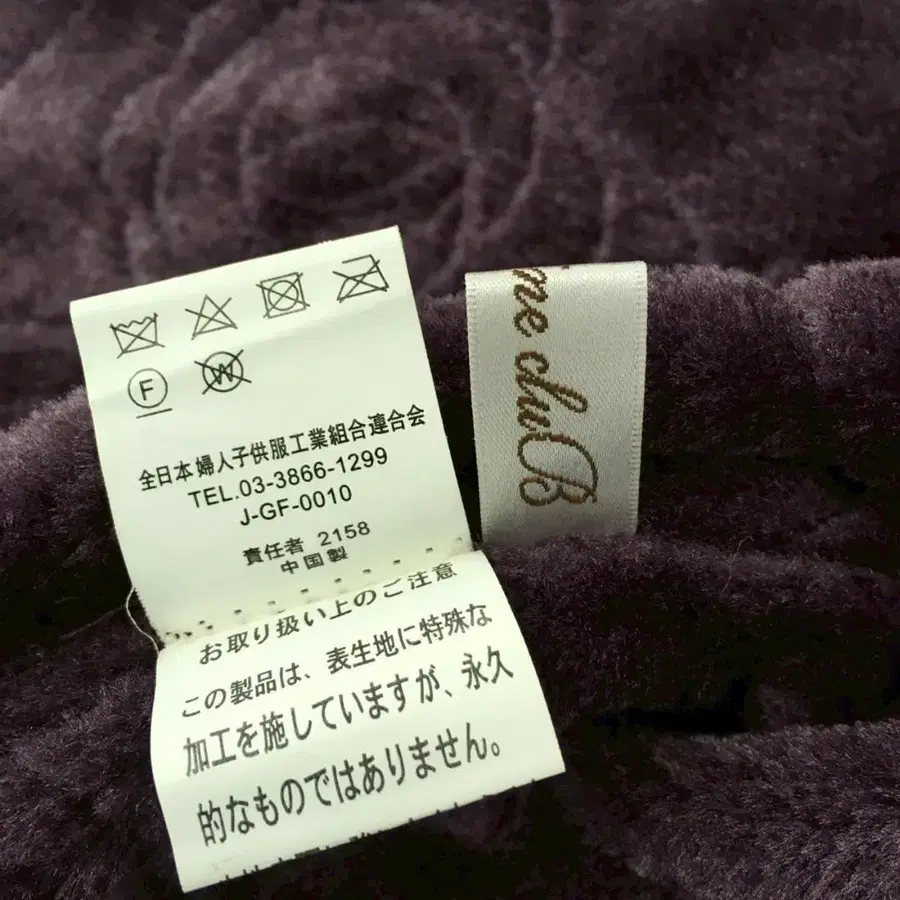 F
W
全日本婦人子供服工業組合連合会
TEL.03-3866-1299
J-GF-0010
責任者 2158
中国製
お取り扱い上のご注意
この製品は、表生地に特殊な
加工を施していますが、永久
的なものではありません。